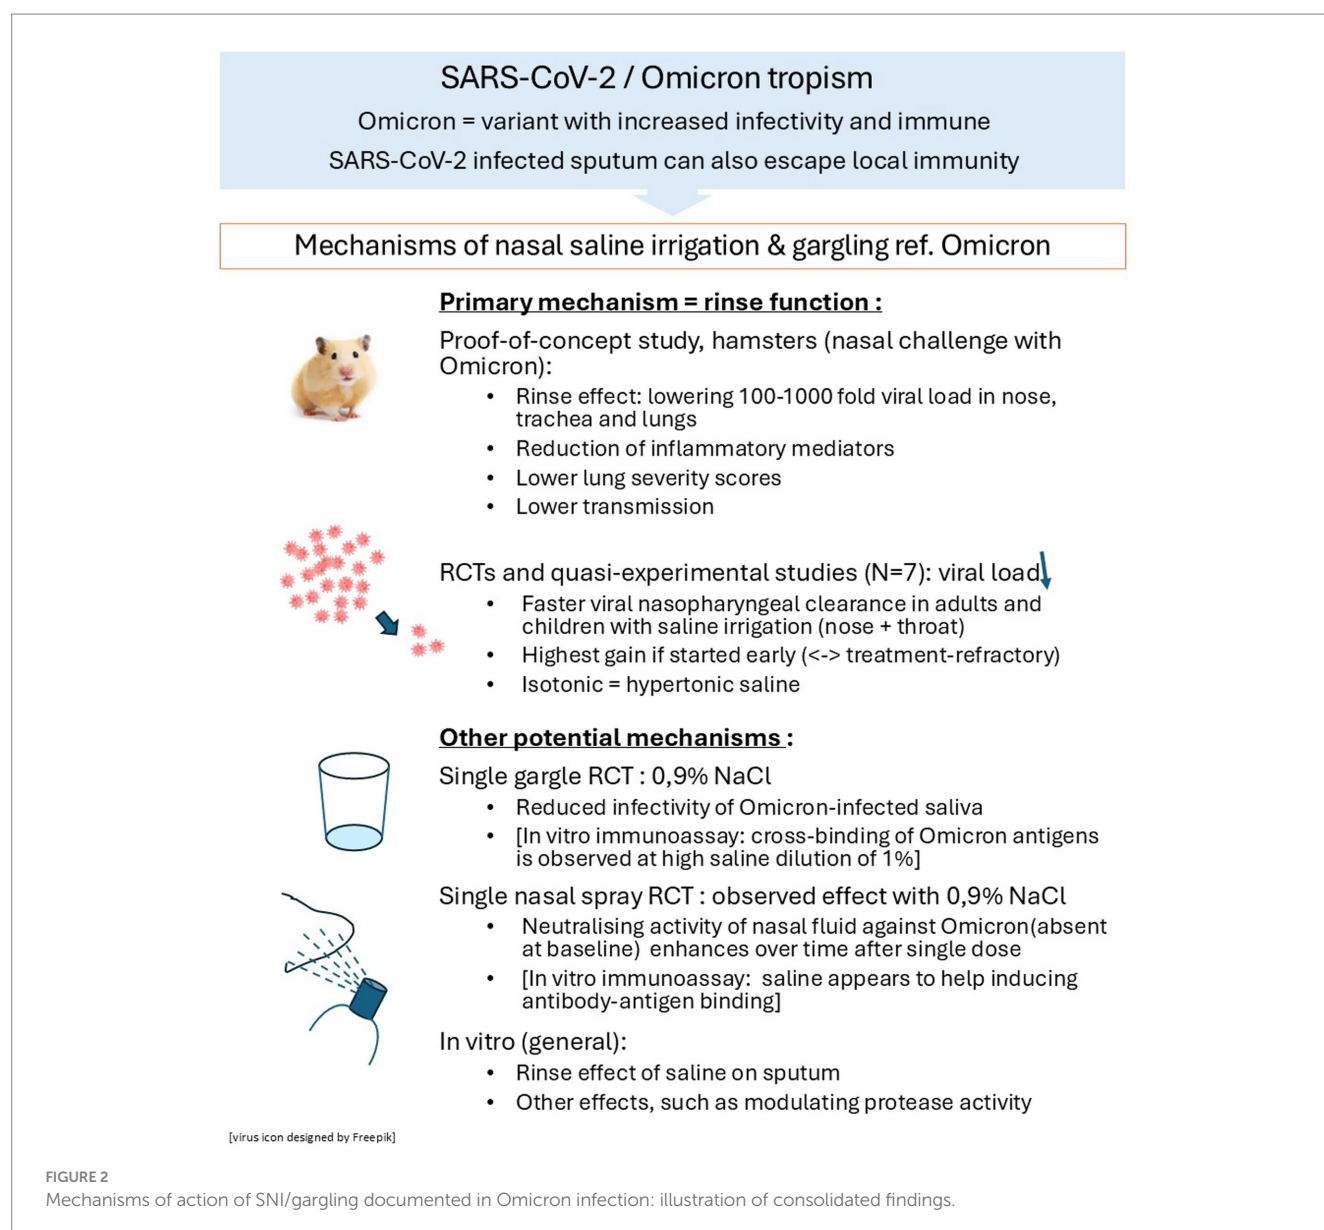 SARS-CoV-2 / Omicron tropism
Omicron = variant with increased infectivity and immune
SARS-CoV-2 infected sputum can also escape local immunity
Mechanisms of nasal saline irrigation & gargling ref. Omicron
Primary mechanism = rinse function :
Proof-of-concept study, hamsters (nasal challenge with
Omicron):
• Rinse effect: lowering 100-1000 fold viral load in nose,
trachea and lungs
• Reduction of inflammatory mediators
• Lower lung severity scores
• Lower transmission
RCTs and quasi-experimental studies (N=7): viral load
• Faster viral nasopharyngeal clearance in adults and
children with saline irrigation (nose + throat)
• Highest gain if started early (<-> treatment-refractory)
• Isotonic = hypertonic saline
Other potential mechanisms :
Single gargle RCT : 0,9% NaCl
• Reduced infectivity of Omicron-infected saliva
• [In vitro immunoassay: cross-binding of Omicron antigens
is observed at high saline dilution of 1%]
Single nasal spray RCT : observed effect with 0,9% NaCl
• Neutralising activity of nasal fluid against Omicron(absent
at baseline) enhances over time after single dose
• [In vitro immunoassay: saline appears to help inducing
antibody-antigen binding]
In vitro (general):
• Rinse effect of saline on sputum
• Other effects, such as modulating protease activity
[virus icon designed by Freepik]
FIGURE 2
Mechanisms of action of SNI/gargling documented in Omicron infection: illustration of consolidated findings.